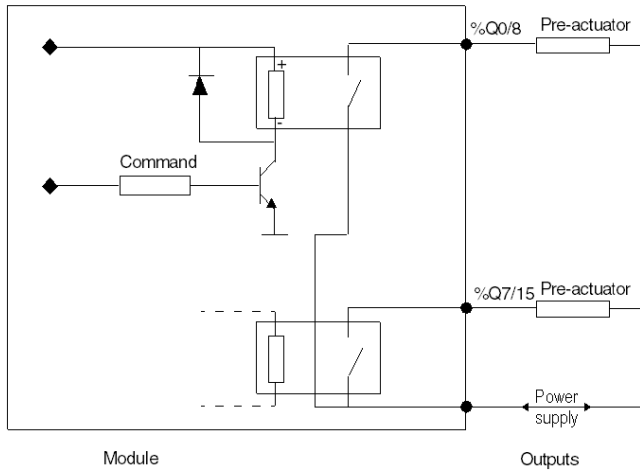 %Q0/8
Pre-actuator
+
-
Command
%Q7/15
Pre-actuator
Power
supply
Module
Outputs